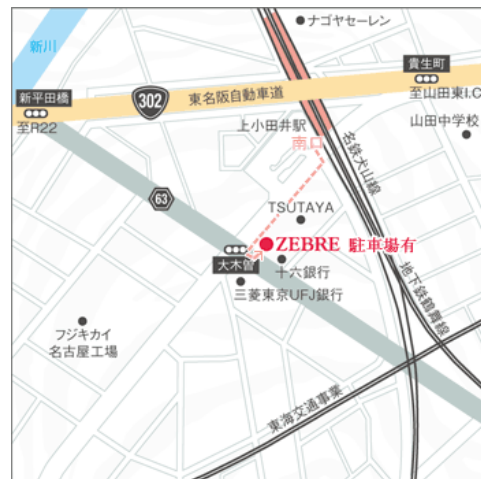 ナゴヤセーレン
新川
貴生町
新平田橋
302
東名阪自動車道
至山田東I.C
至R22
上小田井駅
山田中学校
南口
名鉄犬山線
63
TSUTAYA
ZEBRE 駐車場有
大木曽
十六銀行
三菱東京UFJ銀行
地下鉄鶴舞線
フジキカイ
名古屋工場
東海交通事業